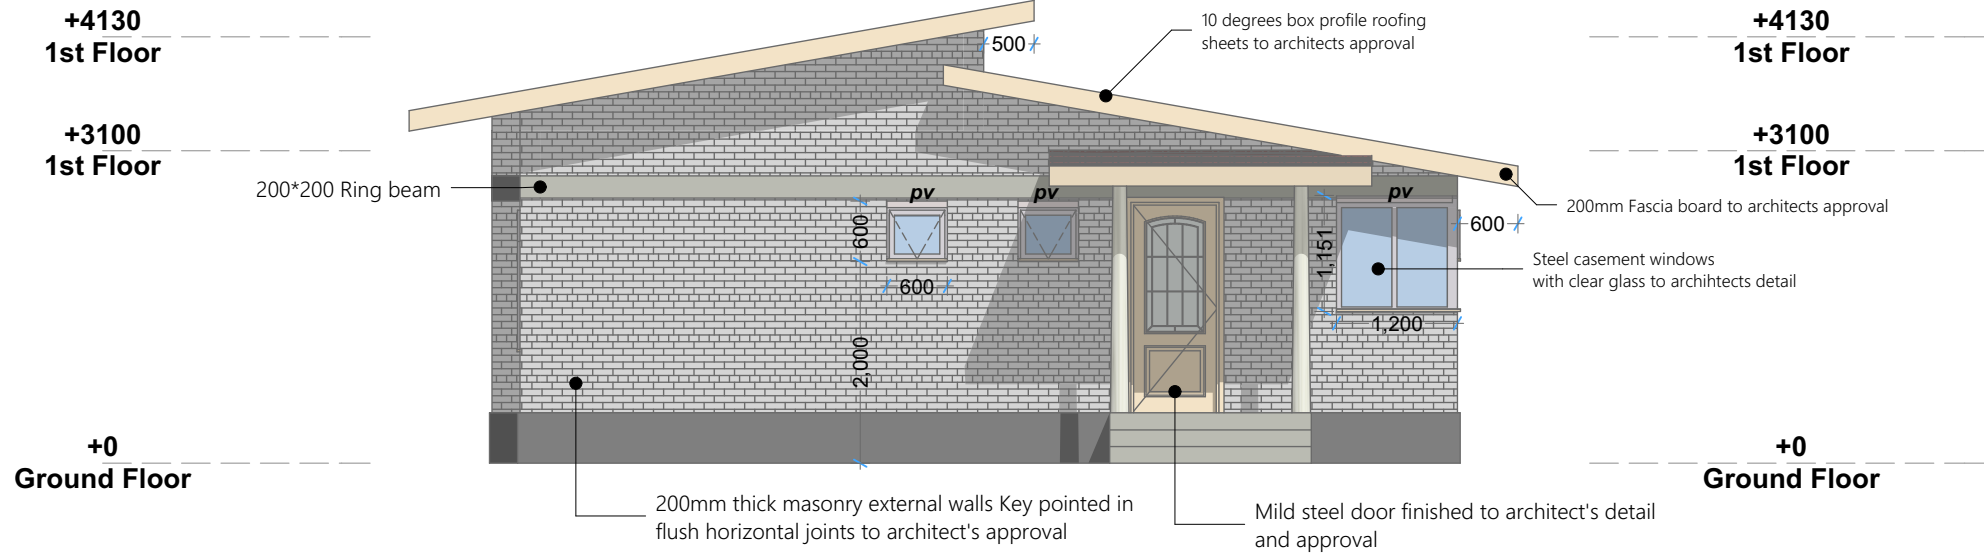 +4130
1st Floor
+3100
1st Floor
+0
Ground Floor
200*200 Ring beam
500
10 degrees box profile roofing
sheets to architects approval
pv
pv
pv
600
600
2,000
1,151
1,200
600
200mm Fascia board to architects approval
Steel casement windows
with clear glass to archihtects detail
200mm thick masonry external walls Key pointed in
flush horizontal joints to architect's approval
Mild steel door finished to architect's detail
and approval
+4130
1st Floor
+3100
1st Floor
+0
Ground Floor